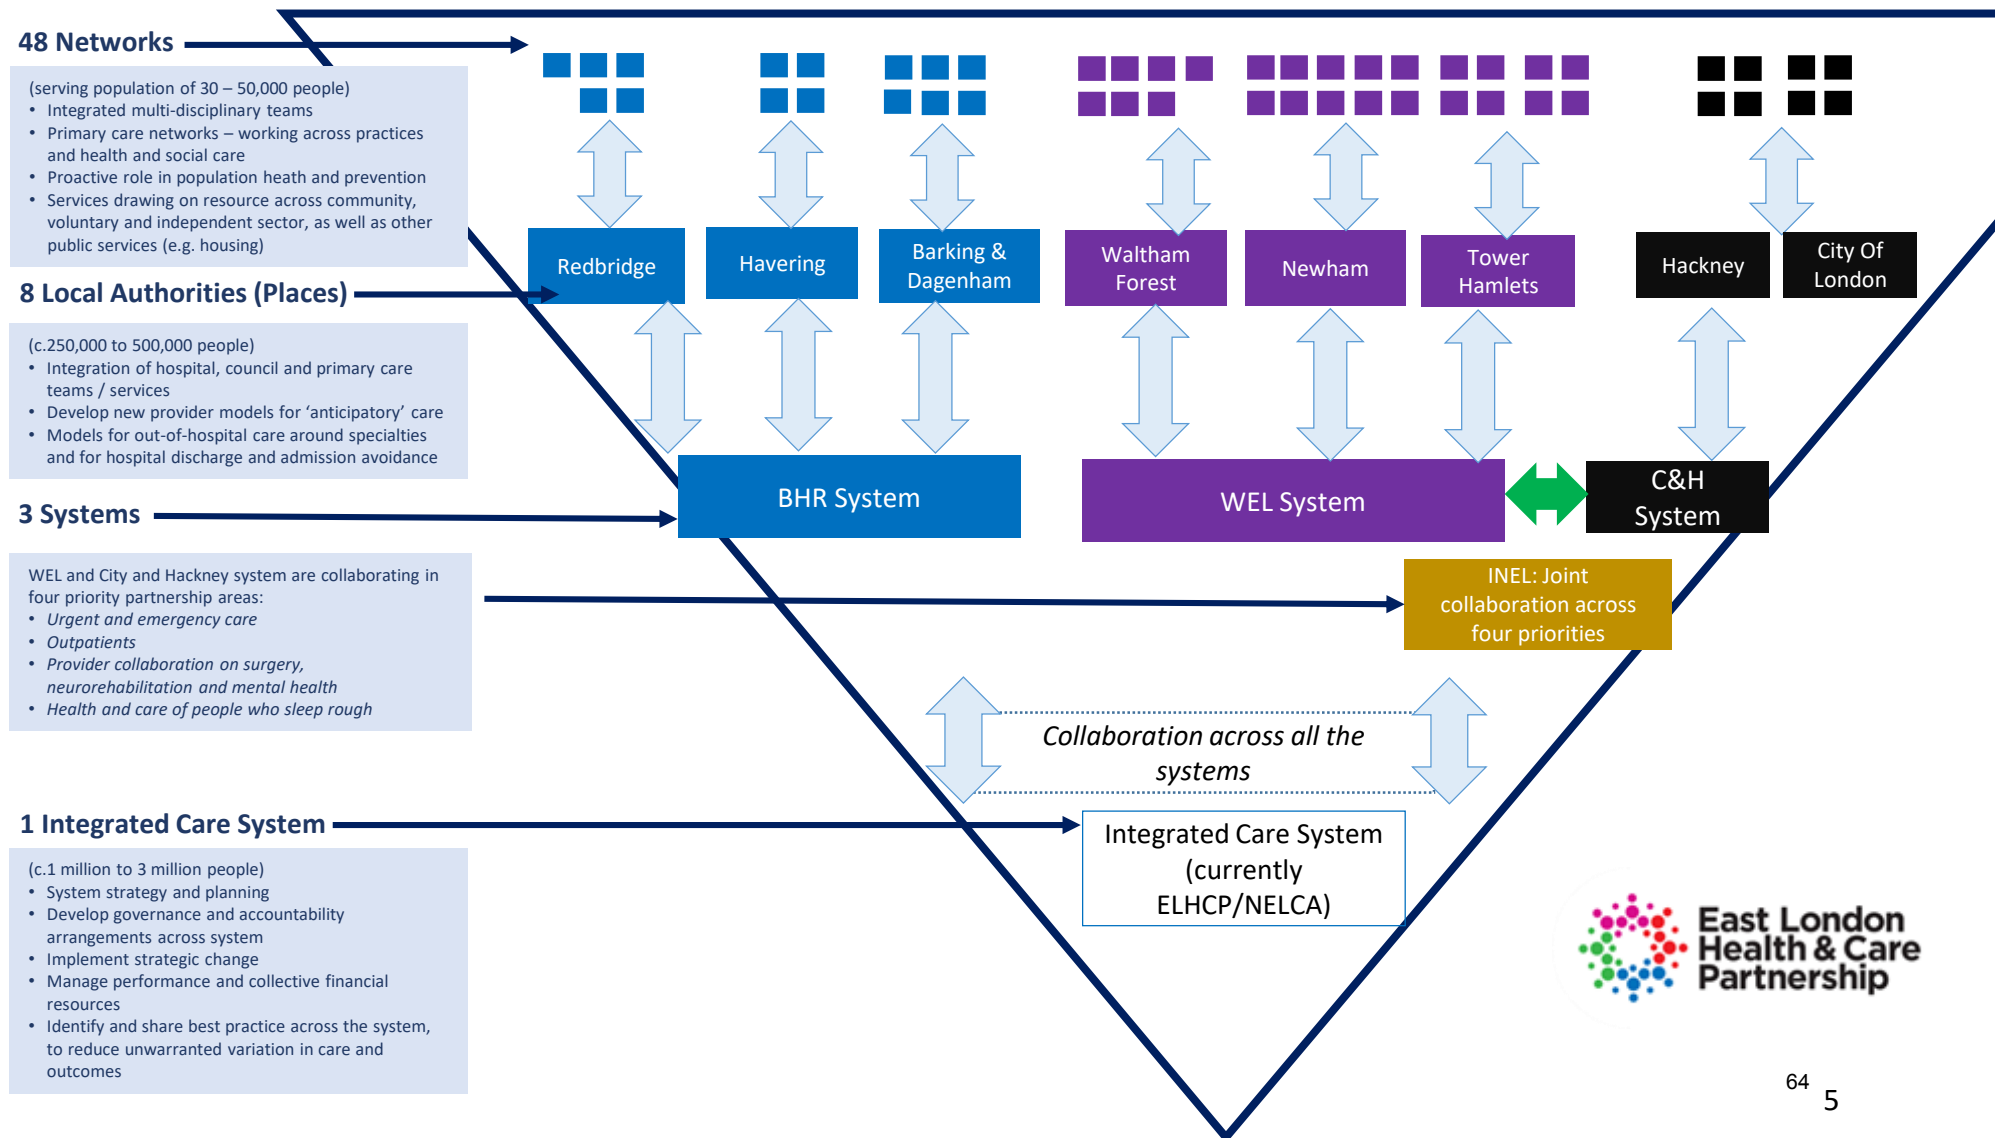 48 Networks
(serving population of 30 – 50,000 people)
• Integrated multi-disciplinary teams
• Primary care networks – working across practices
and health and social care
• Proactive role in population heath and prevention
• Services drawing on resource across community,
voluntary and independent sector, as well as other
public services (e.g. housing)
8 Local Authorities (Places)
(c.250,000 to 500,000 people)
• Integration of hospital, council and primary care
teams / services
• Develop new provider models for ‘anticipatory’ care
• Models for out-of-hospital care around specialties
and for hospital discharge and admission avoidance
3 Systems
WEL and City and Hackney system are collaborating in
four priority partnership areas:
• Urgent and emergency care
• Outpatients
• Provider collaboration on surgery,
neurorehabilitation and mental health
• Health and care of people who sleep rough
1 Integrated Care System
(c.1 million to 3 million people)
• System strategy and planning
• Develop governance and accountability
arrangements across system
• Implement strategic change
• Manage performance and collective financial
resources
• Identify and share best practice across the system,
to reduce unwarranted variation in care and
outcomes
Redbridge
Havering
Barking &
Dagenham
Waltham
Forest
Newham
Tower
Hamlets
Hackney
City Of
London
BHR System
WEL System
C&H
System
INEL: Joint
collaboration across
four priorities
Collaboration across all the
systems
Integrated Care System
(currently
ELHCP/NELCA)
East London
Health & Care
Partnership
64
5